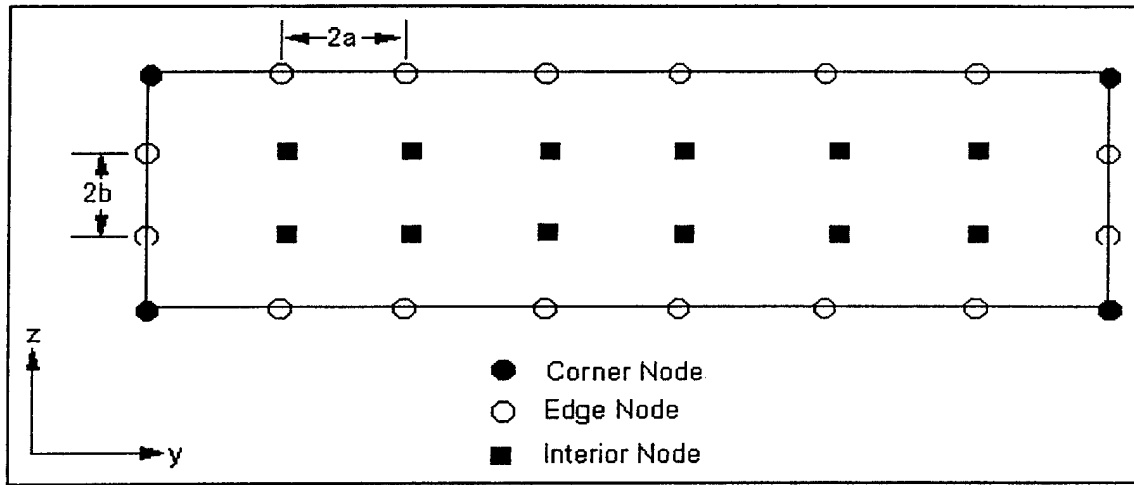 2a
2b
z
y
Corner Node
Edge Node
Interior Node